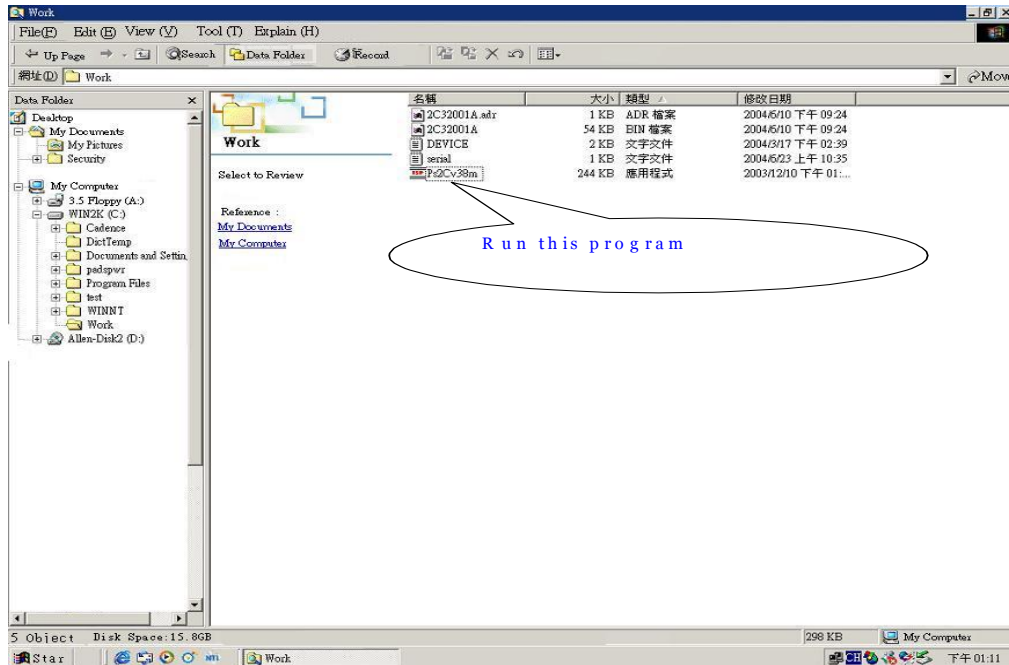 Work
File(F) Edit (E) View (V) Tool (T) Explain (H)
Up Page Search Data Folder Record
網址(D) Work Mov
Data Folder ×
Desktop
My Documents
My Pictures
Security
My Computer
3.5 Floppy (A:)
WIN2K (C:)
Cadence
DictTemp
Documents and Settin
padspwr
Program Files
test
WINNT
Work
Allen-Disk2 (D:)
Work
Select to Review
Reference :
My Documents
My Computer
名稱 大小 類型 修改日期
2C32001A.adr 1 KB ADR 檔案 2004/6/10 下午 09:24
2C32001A 54 KB BIN 檔案 2004/6/10 下午 09:24
DEVICE 2 KB 文字文件 2004/3/17 下午 02:39
serial 1 KB 文字文件 2004/6/23 上午 10:35
Ps2Cv38m 244 KB 應用程式 2003/12/10 下午 01:...
Run this program
5 Object Disk Space:15.8GB 298 KB My Computer
Star Work CH 下午 01:11